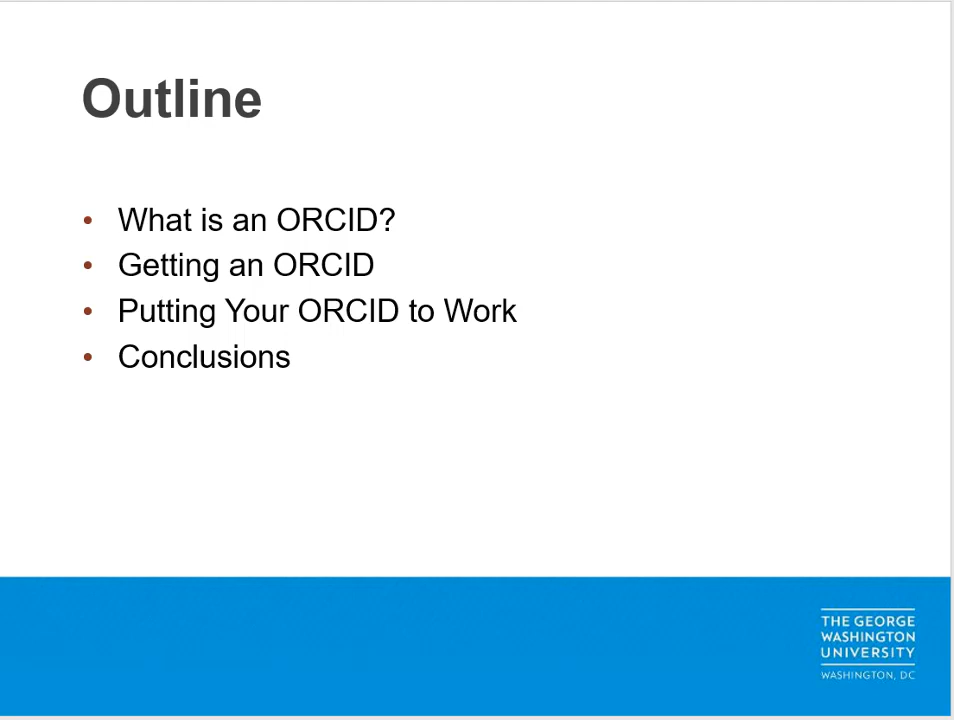 Outline
• What is an ORCID?
• Getting an ORCID
• Putting Your ORCID to Work
• Conclusions
THE GEORGE
WASHINGTON
UNIVERSITY
WASHINGTON, DC